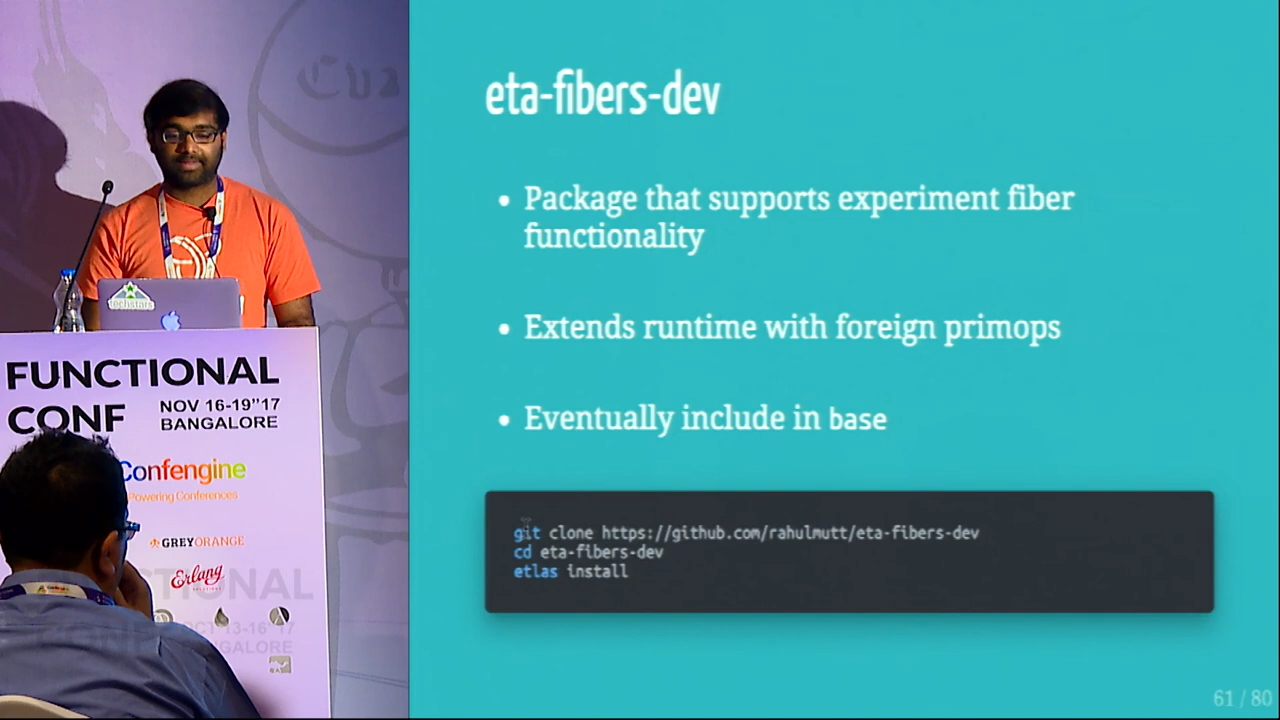 eta-fibers-dev
• Package that supports experiment fiber
functionality
• Extends runtime with foreign primops
• Eventually include in base
git clone https://github.com/rahulmutt/eta-fibers-dev
cd eta-fibers-dev
etlas install
61 / 80
techstars
FUNCTIONAL
CONF
NOV 16-19"17
BANGALORE
Confengine
Powering Conferences
GREYORANGE
Erlang
SOLUTIONS